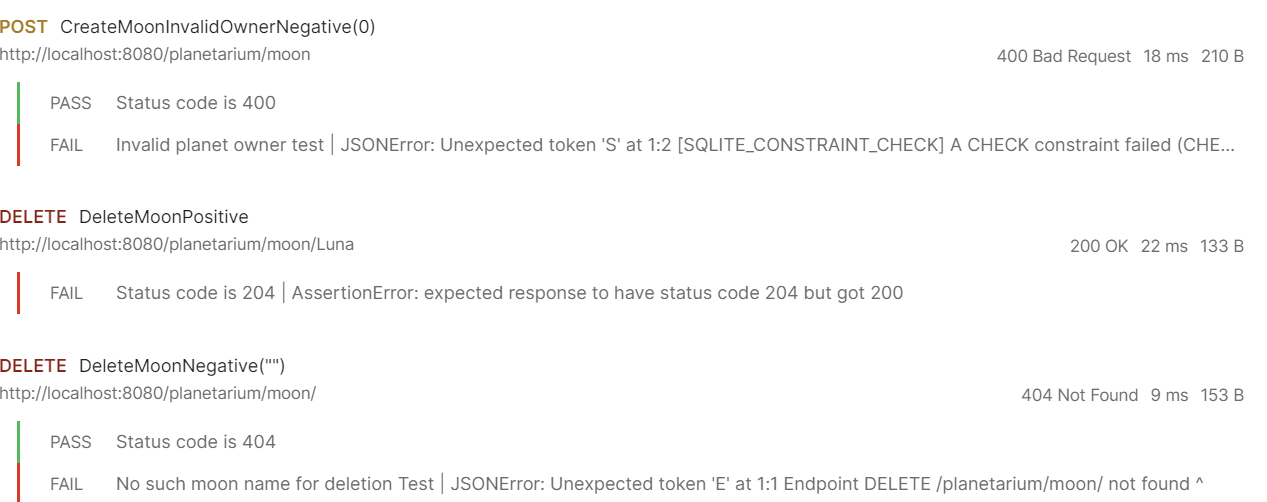 POST CreateMoonInvalidOwnerNegative(0)
http://localhost:8080/planetarium/moon 400 Bad Request 18 ms 210 B
PASS Status code is 400
FAIL Invalid planet owner test | JSONError: Unexpected token 'S' at 1:2 [SQLITE_CONSTRAINT_CHECK] A CHECK constraint failed (CHE...
DELETE DeleteMoonPositive
http://localhost:8080/planetarium/moon/Luna 200 OK 22 ms 133 B
FAIL Status code is 204 | AssertionError: expected response to have status code 204 but got 200
DELETE DeleteMoonNegative("")
http://localhost:8080/planetarium/moon/ 404 Not Found 9 ms 153 B
PASS Status code is 404
FAIL No such moon name for deletion Test | JSONError: Unexpected token 'E' at 1:1 Endpoint DELETE /planetarium/moon/ not found ^